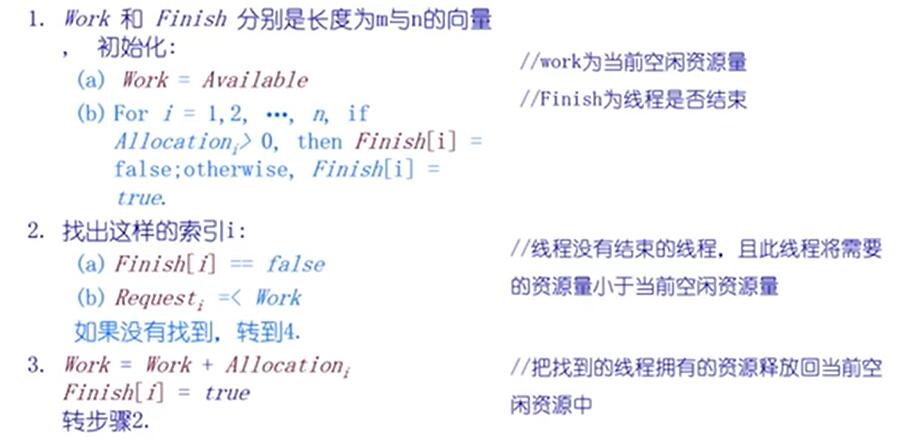 1. Work 和 Finish 分别是长度为m与n的向量
， 初始化：
(a) Work = Available
(b) For i = 1,2, …, n, if
Allocationi> 0, then Finish[i] =
false;otherwise, Finish[i] =
true.
//work为当前空闲资源量
//Finish为线程是否结束
2. 找出这样的索引i：
(a) Finish[i] == false
(b) Requesti =< Work
如果没有找到，转到4.
//线程没有结束的线程，且此线程将需要
的资源量小于当前空闲资源量
3. Work = Work + Allocationi
Finish[i] = true
转步骤2.
//把找到的线程拥有的资源释放回当前空
闲资源中